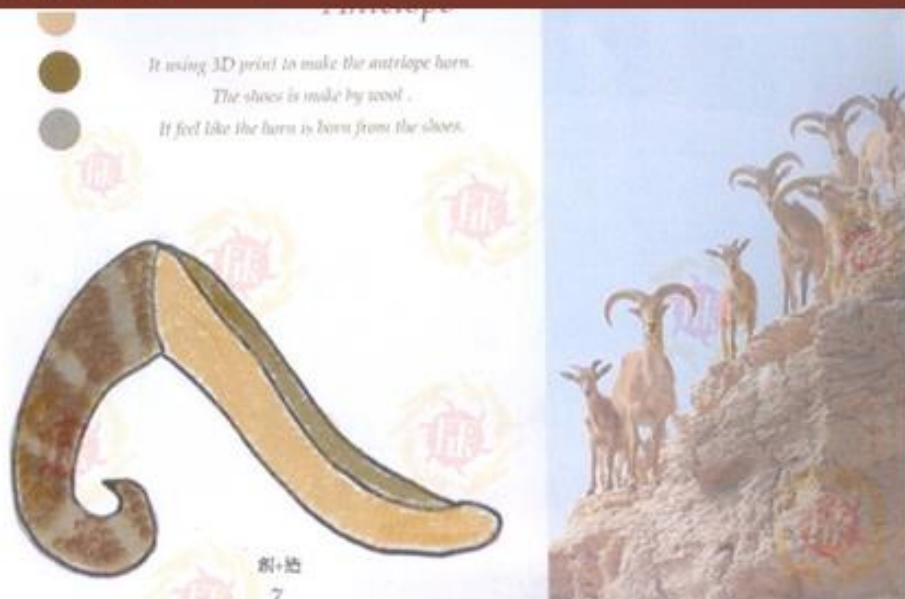 Antelope
It using 3D print to make the antrlope horn.
The shoes is make by wool .
It feel like the horn is born from the shoes.
創+造
7